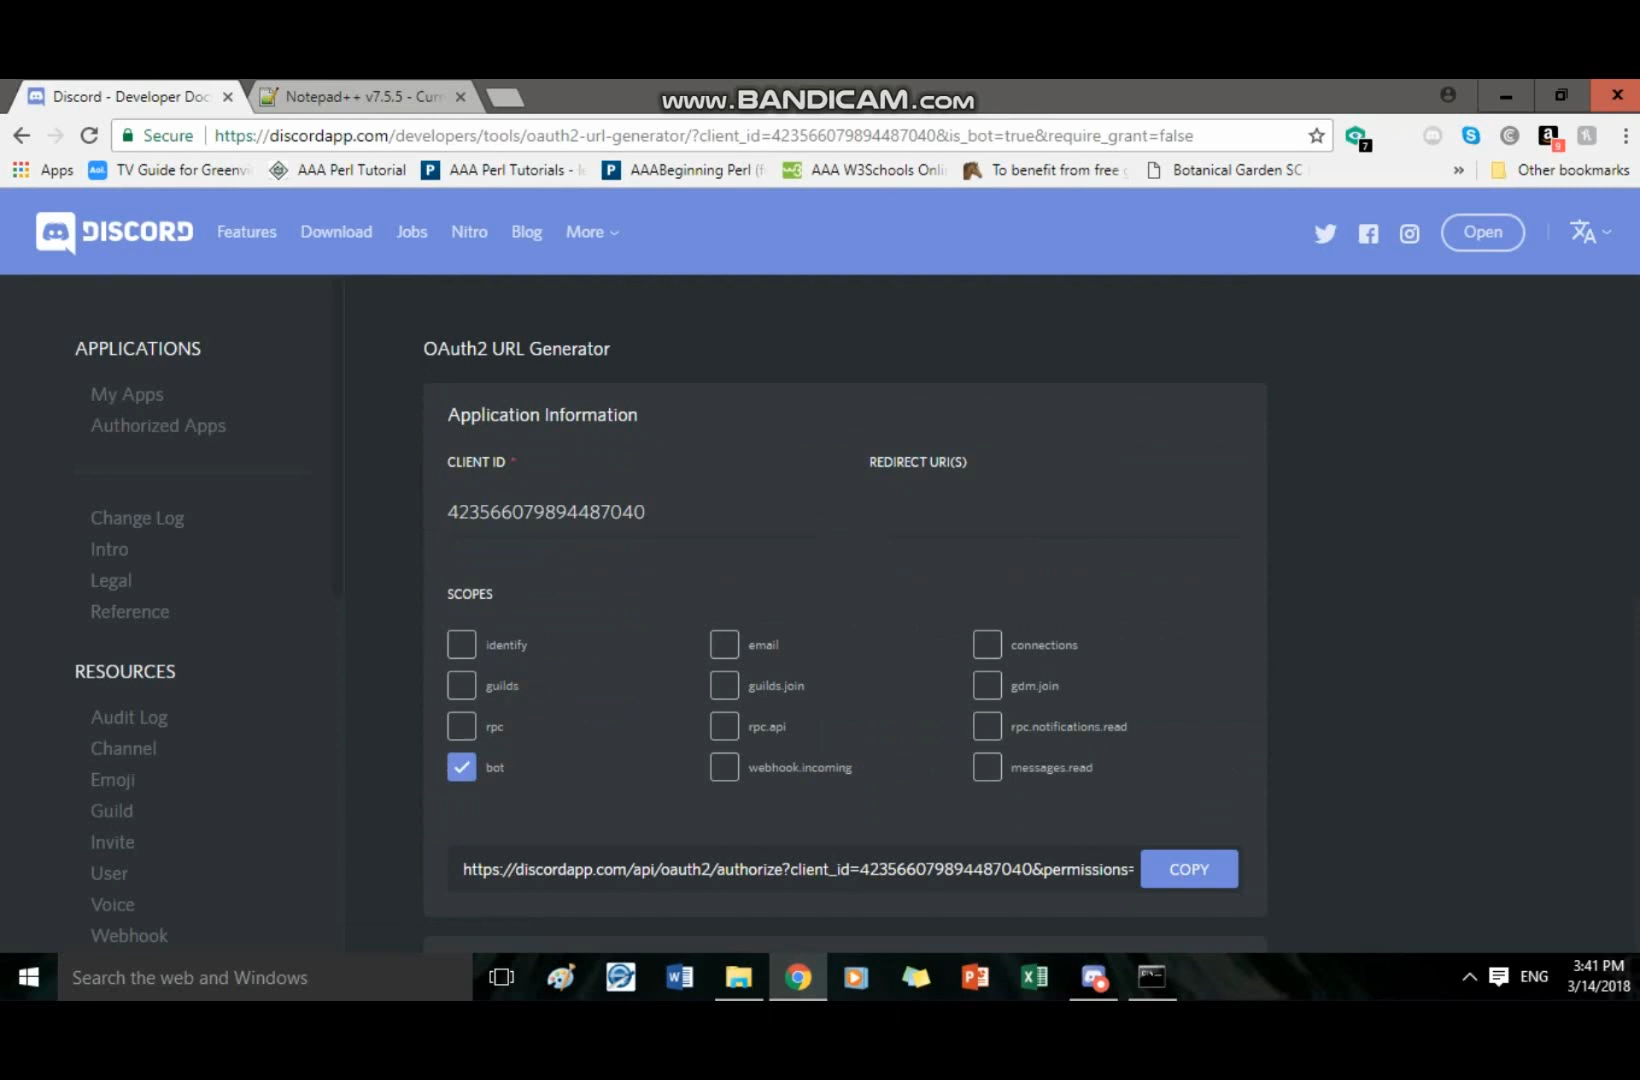 Discord - Developer Doc
Notepad++ v7.5.5 - Curr
www.BANDICAM.com
Secure
https://discordapp.com/developers/tools/oauth2-url-generator/?client_id=423566079894487040&is_bot=true&require_grant=false
7
9
Apps
Aol.
TV Guide for Greenvi
AAA Perl Tutorial
AAA Perl Tutorials - le
AAABeginning Perl (f
AAA W3Schools Onli
To benefit from free
Botanical Garden SC
»
Other bookmarks
DISCORD
Features
Download
Jobs
Nitro
Blog
More
Open
APPLICATIONS
My Apps
Authorized Apps
Change Log
Intro
Legal
Reference
RESOURCES
Audit Log
Channel
Emoji
Guild
Invite
User
Voice
Webhook
OAuth2 URL Generator
Application Information
CLIENT ID *
REDIRECT URI(S)
423566079894487040
SCOPES
identify
email
connections
guilds
guilds.join
gdm.join
rpc
rpc.api
rpc.notifications.read
bot
webhook.incoming
messages.read
https://discordapp.com/api/oauth2/authorize?client_id=423566079894487040&permissions=
COPY
Search the web and Windows
ENG
3:41 PM
3/14/2018